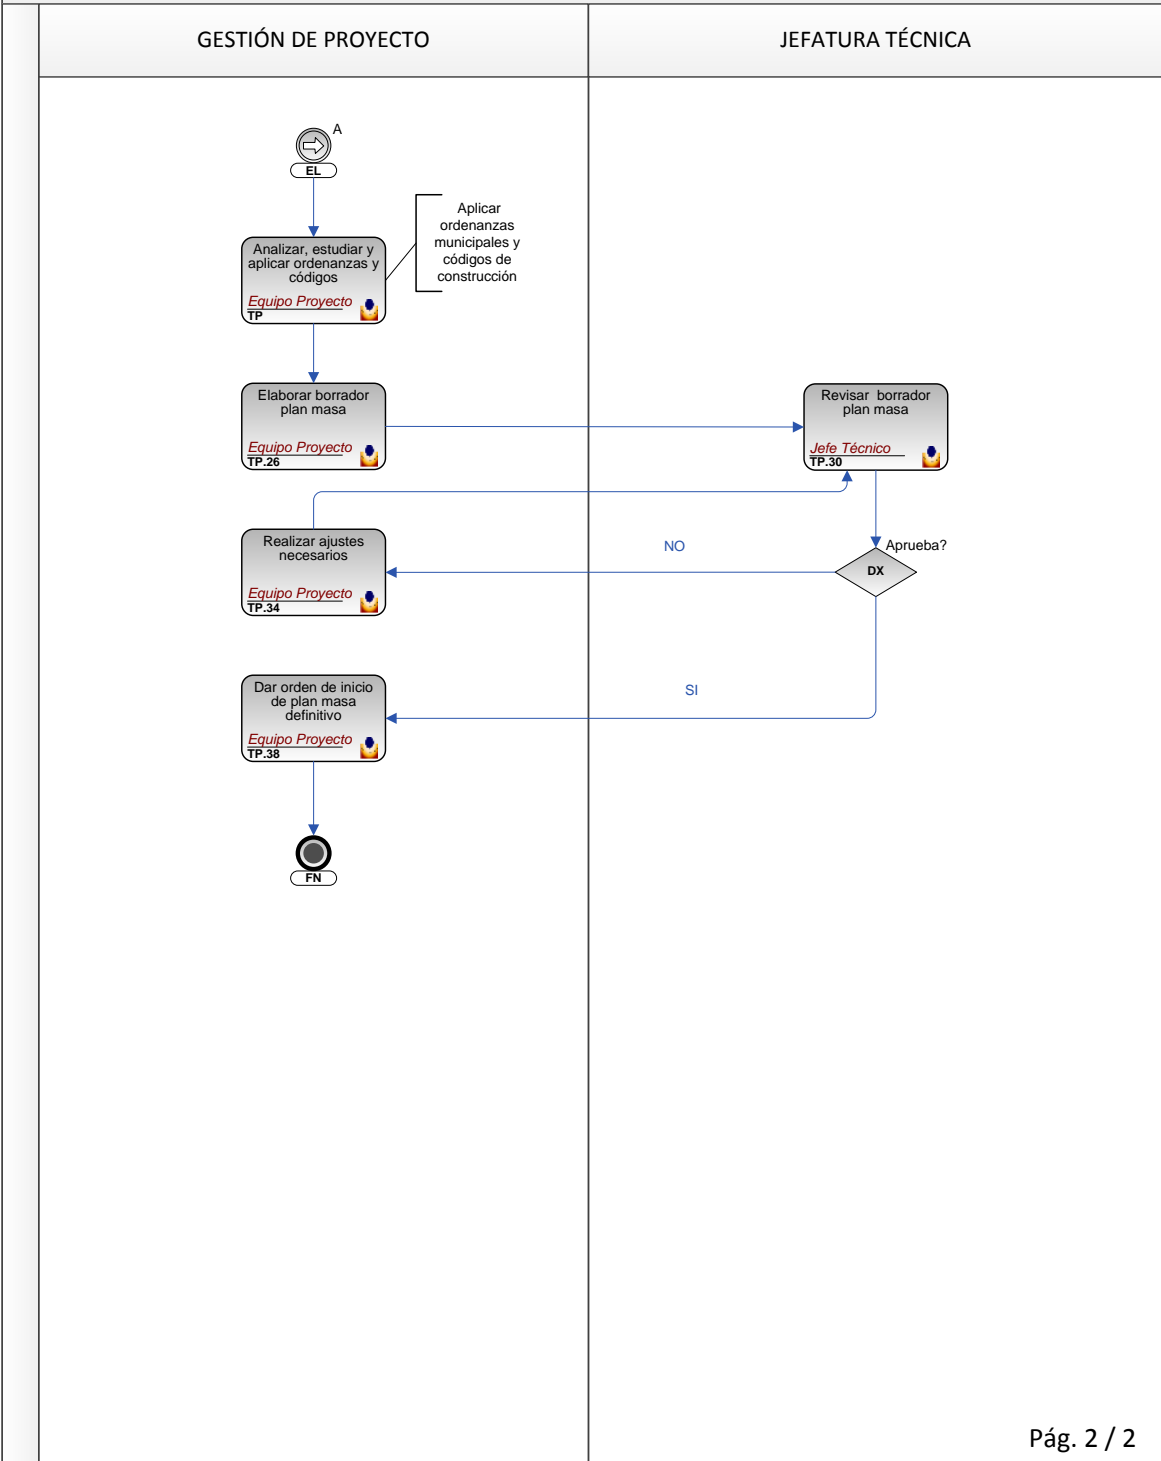 GESTIÓN DE PROYECTO
JEFATURA TÉCNICA
A
EL
Aplicar
ordenanzas
municipales y
códigos de
construcción
Analizar, estudiar y
aplicar ordenanzas y
códigos
Equipo Proyecto
TP
Elaborar borrador
plan masa
Equipo Proyecto
TP.26
Revisar borrador
plan masa
Jefe Técnico
TP.30
Realizar ajustes
necesarios
Equipo Proyecto
TP.34
NO
Aprueba?
DX
Dar orden de inicio
de plan masa
definitivo
Equipo Proyecto
TP.38
SI
FN
Pág. 2 / 2